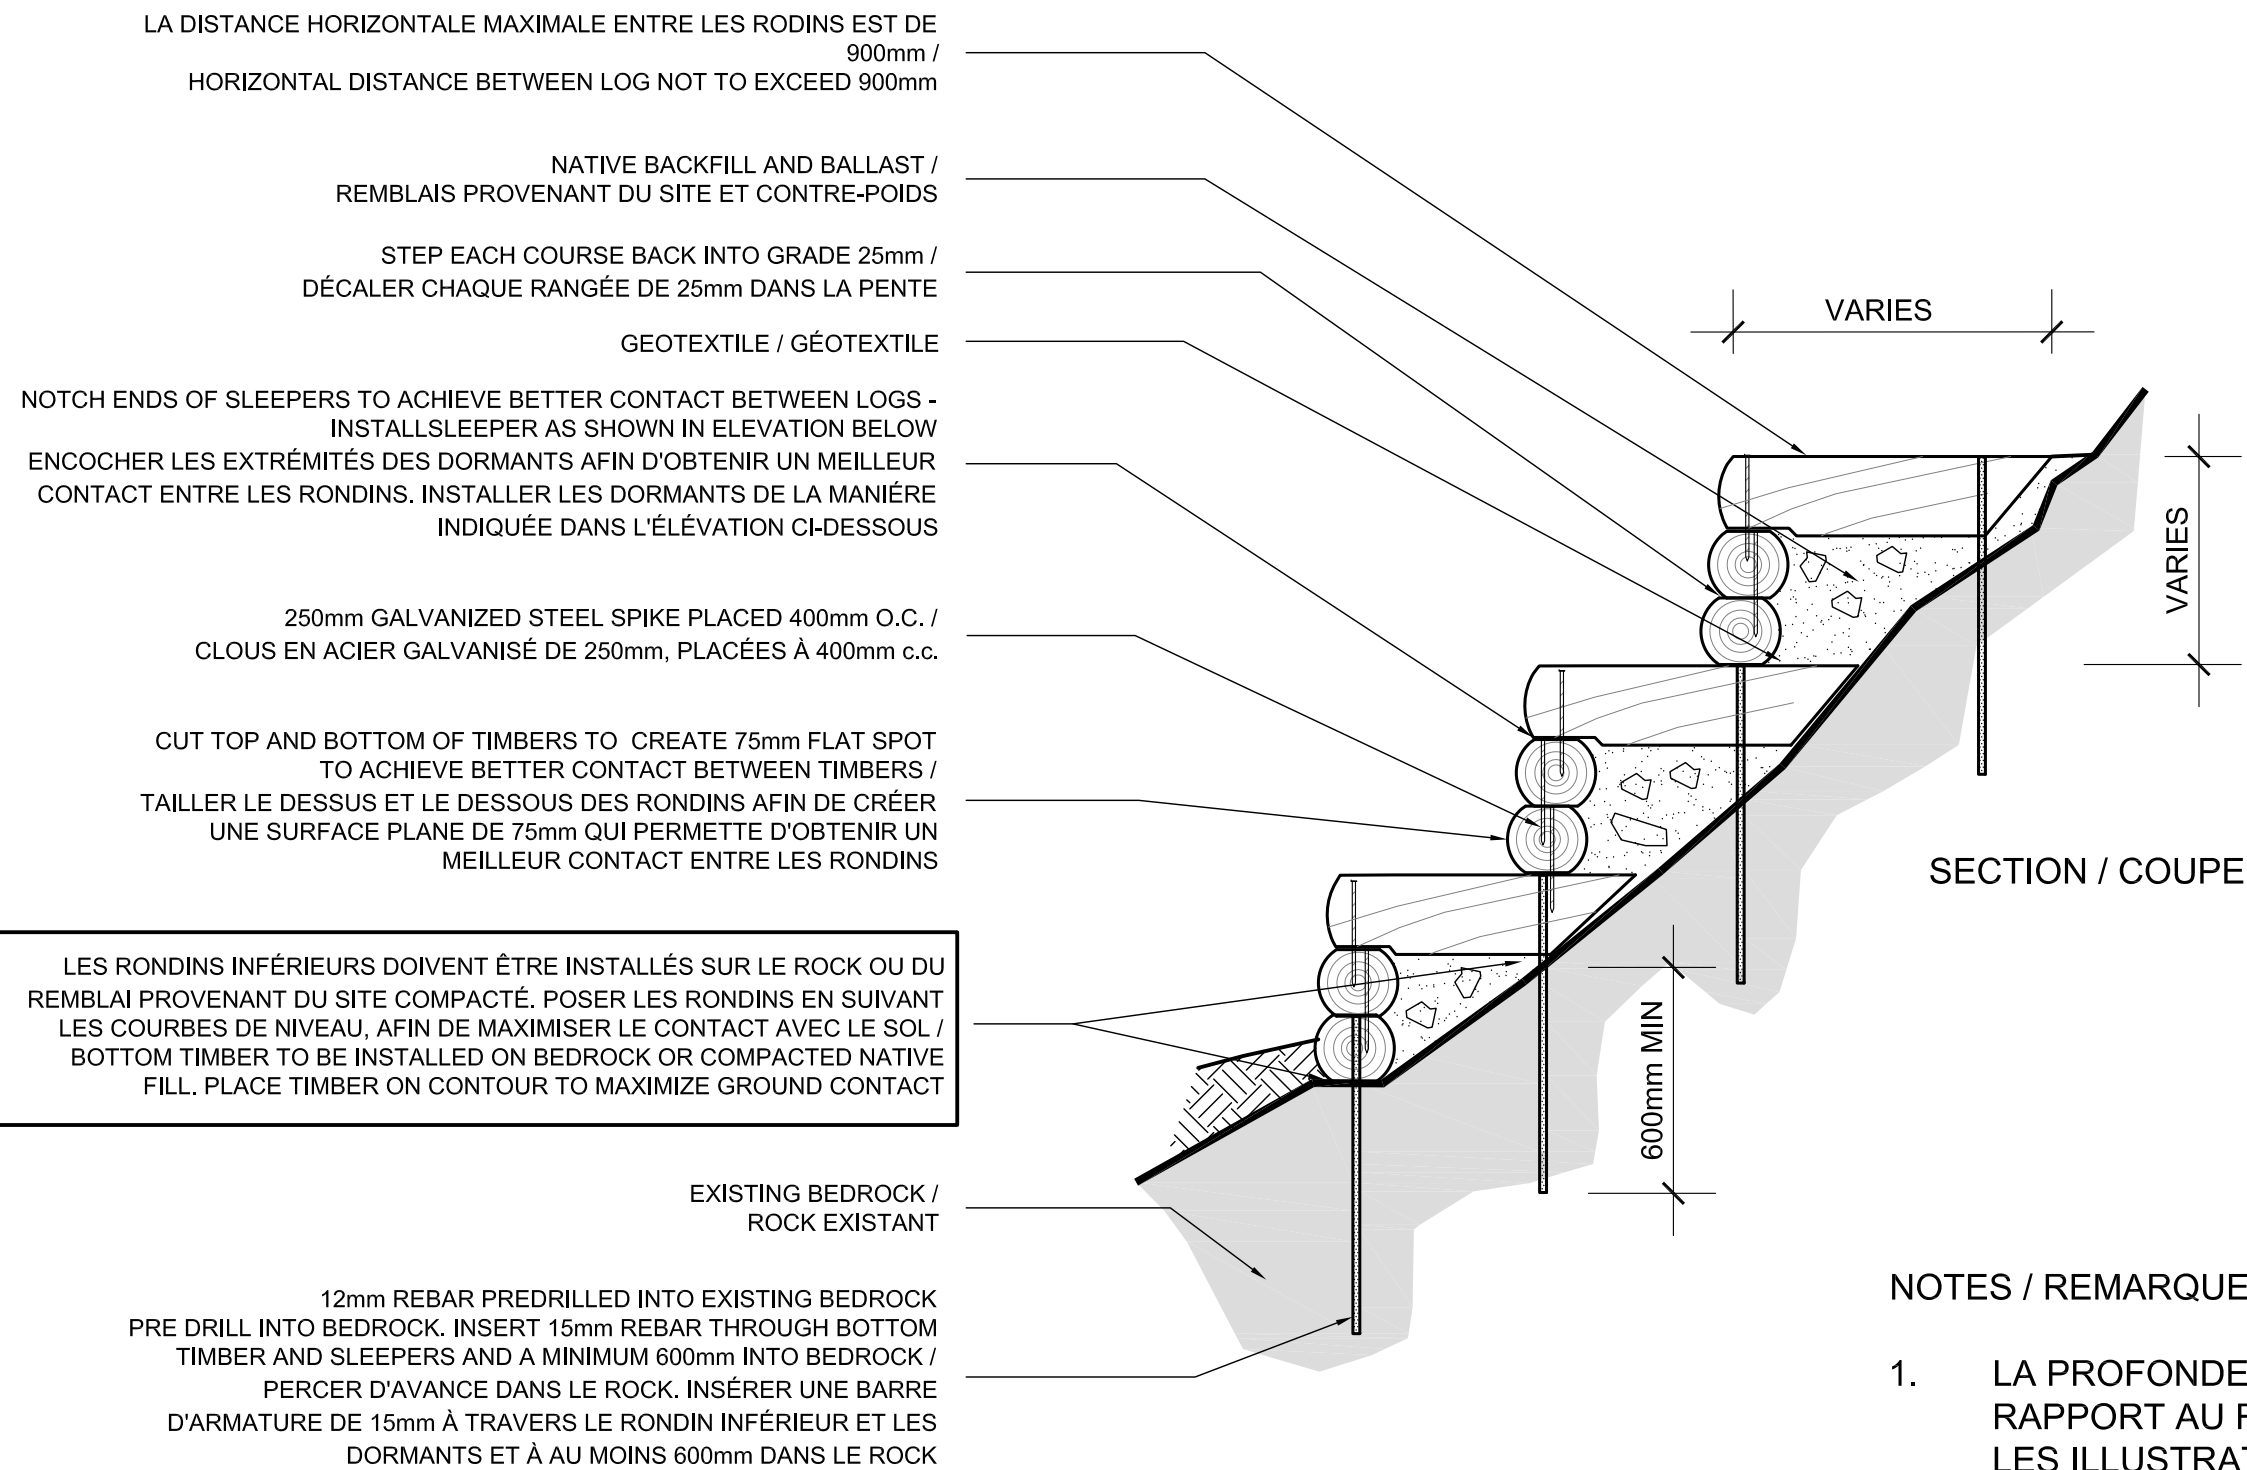 LA DISTANCE HORIZONTALE MAXIMALE ENTRE LES RODINS EST DE
900mm /
HORIZONTAL DISTANCE BETWEEN LOG NOT TO EXCEED 900mm
NATIVE BACKFILL AND BALLAST /
REMBLAIS PROVENANT DU SITE ET CONTRE-POIDS
STEP EACH COURSE BACK INTO GRADE 25mm /
DÉCALER CHAQUE RANGÉE DE 25mm DANS LA PENTE
GEOTEXTILE / GÉOTEXTILE
NOTCH ENDS OF SLEEPERS TO ACHIEVE BETTER CONTACT BETWEEN LOGS -
INSTALLSLEEPER AS SHOWN IN ELEVATION BELOW
ENCOCHER LES EXTRÉMITÉS DES DORMANTS AFIN D'OBTENIR UN MEILLEUR
CONTACT ENTRE LES RONDINS. INSTALLER LES DORMANTS DE LA MANIÉRE
INDIQUÉE DANS L'ÉLÉVATION CI-DESSOUS
250mm GALVANIZED STEEL SPIKE PLACED 400mm O.C. /
CLOUS EN ACIER GALVANISÉ DE 250mm, PLACÉES À 400mm c.c.
CUT TOP AND BOTTOM OF TIMBERS TO CREATE 75mm FLAT SPOT
TO ACHIEVE BETTER CONTACT BETWEEN TIMBERS /
TAILLER LE DESSUS ET LE DESSOUS DES RONDINS AFIN DE CRÉER
UNE SURFACE PLANE DE 75mm QUI PERMETTE D'OBTENIR UN
MEILLEUR CONTACT ENTRE LES RONDINS
LES RONDINS INFÉRIEURS DOIVENT ÊTRE INSTALLÉS SUR LE ROCK OU DU
REMBLAI PROVENANT DU SITE COMPACTÉ. POSER LES RONDINS EN SUIVANT
LES COURBES DE NIVEAU, AFIN DE MAXIMISER LE CONTACT AVEC LE SOL /
BOTTOM TIMBER TO BE INSTALLED ON BEDROCK OR COMPACTED NATIVE
FILL. PLACE TIMBER ON CONTOUR TO MAXIMIZE GROUND CONTACT
EXISTING BEDROCK /
ROCK EXISTANT
12mm REBAR PREDRILLED INTO EXISTING BEDROCK
PRE DRILL INTO BEDROCK. INSERT 15mm REBAR THROUGH BOTTOM
TIMBER AND SLEEPERS AND A MINIMUM 600mm INTO BEDROCK /
PERCER D'AVANCE DANS LE ROCK. INSÉRER UNE BARRE
D'ARMATURE DE 15mm À TRAVERS LE RONDIN INFÉRIEUR ET LES
DORMANTS ET À AU MOINS 600mm DANS LE ROCK
VARIES
VARIES
SECTION / COUPE
600mm MIN
NOTES / REMARQUE
1. LA PROFONDE
RAPPORT AU
LES ILLUSTRAT